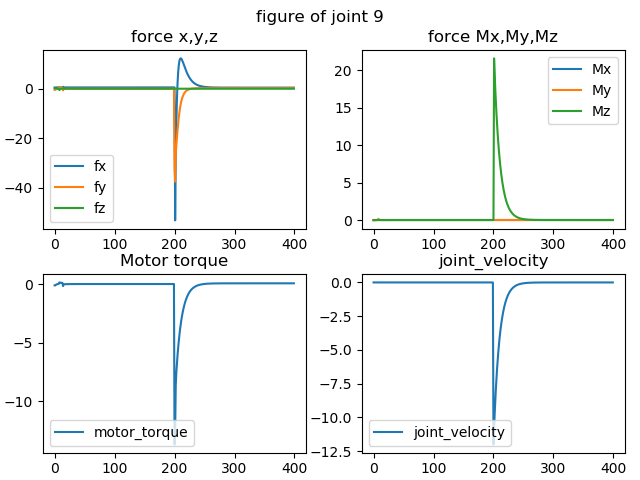 figure of joint 9
force x,y,z
0
−20
−40
fx
fy
fz
0 100 200 300 400
force Mx,My,Mz
20
15
10
5
0
Mx
My
Mz
0 100 200 300 400
Motor torque
0
−5
−10
motor_torque
0 100 200 300 400
joint_velocity
0.0
−2.5
−5.0
−7.5
−10.0
−12.5
joint_velocity
0 100 200 300 400